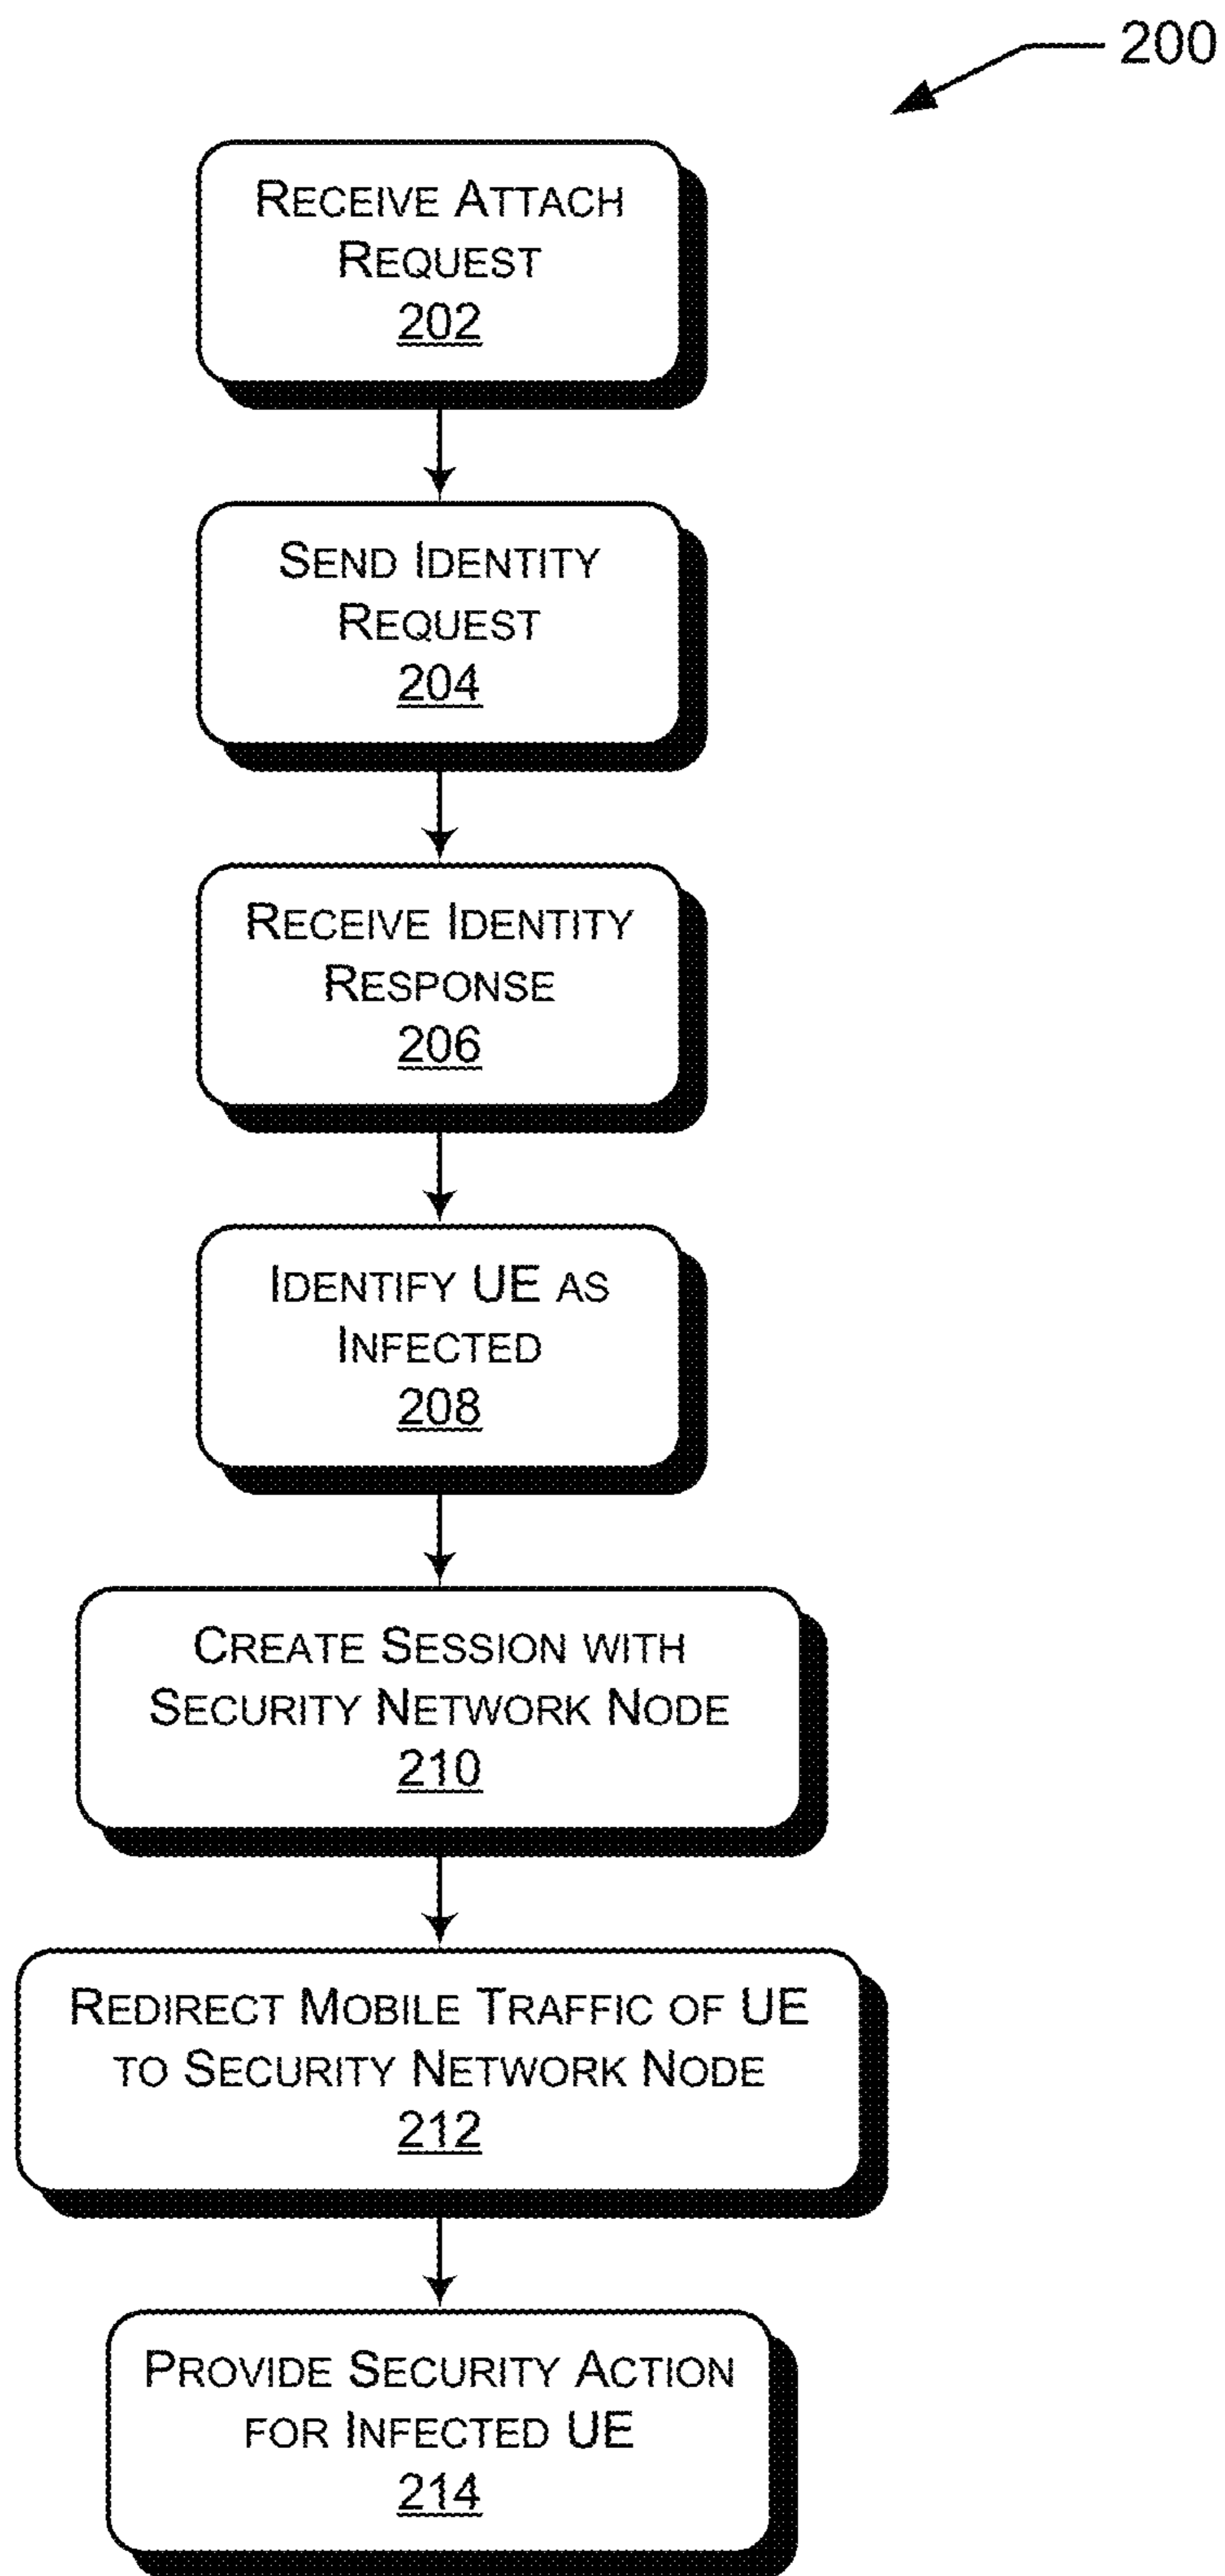 200
RECEIVE ATTACH
REQUEST
202
SEND IDENTITY
REQUEST
204
RECEIVE IDENTITY
RESPONSE
206
IDENTIFY UE AS
INFECTED
208
CREATE SESSION WITH
SECURITY NETWORK NODE
210
REDIRECT MOBILE TRAFFIC OF UE
TO SECURITY NETWORK NODE
212
PROVIDE SECURITY ACTION
FOR INFECTED UE
214